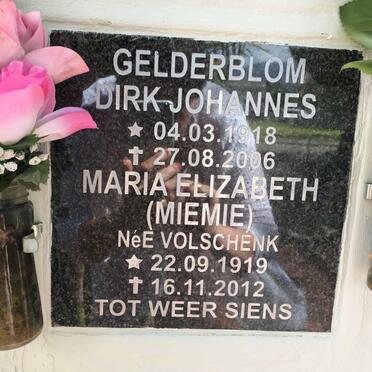 GELDERBLOM
DIRK JOHANNES
★ 04.03.1918
✝ 27.08.2006
MARIA ELIZABETH
(MIEMIE)
NéE VOLSCHENK
★ 22.09.1919
✝ 16.11.2012
TOT WEER SIENS